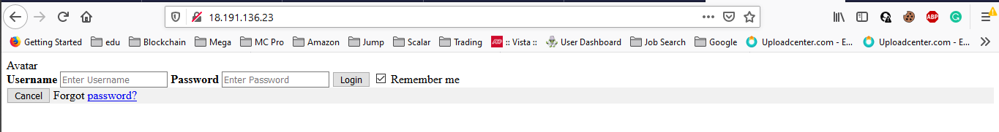 18.191.136.23
Getting Started edu Blockchain Mega MC Pro Amazon Jump Scalar Trading :: Vista :: User Dashboard Job Search Google Uploadcenter.com - E... Uploadcenter.com - E...
Avatar
Username Enter Username Password Enter Password Login Remember me
Cancel Forgot password?